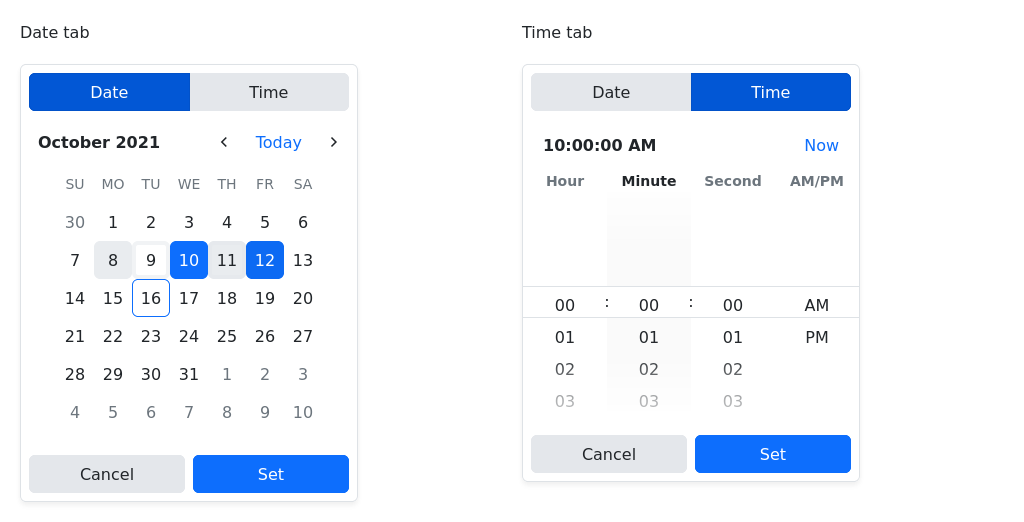 Date tab
Date Time
October 2021 Today
SU MO TU WE TH FR SA
30 1 2 3 4 5 6
7 8 9 10 11 12 13
14 15 16 17 18 19 20
21 22 23 24 25 26 27
28 29 30 31 1 2 3
4 5 6 7 8 9 10
Cancel Set
Time tab
Date Time
10:00:00 AM Now
Hour Minute Second AM/PM
00 : 00 : 00 AM
01 01 01 PM
02 02 02
03 03 03
Cancel Set